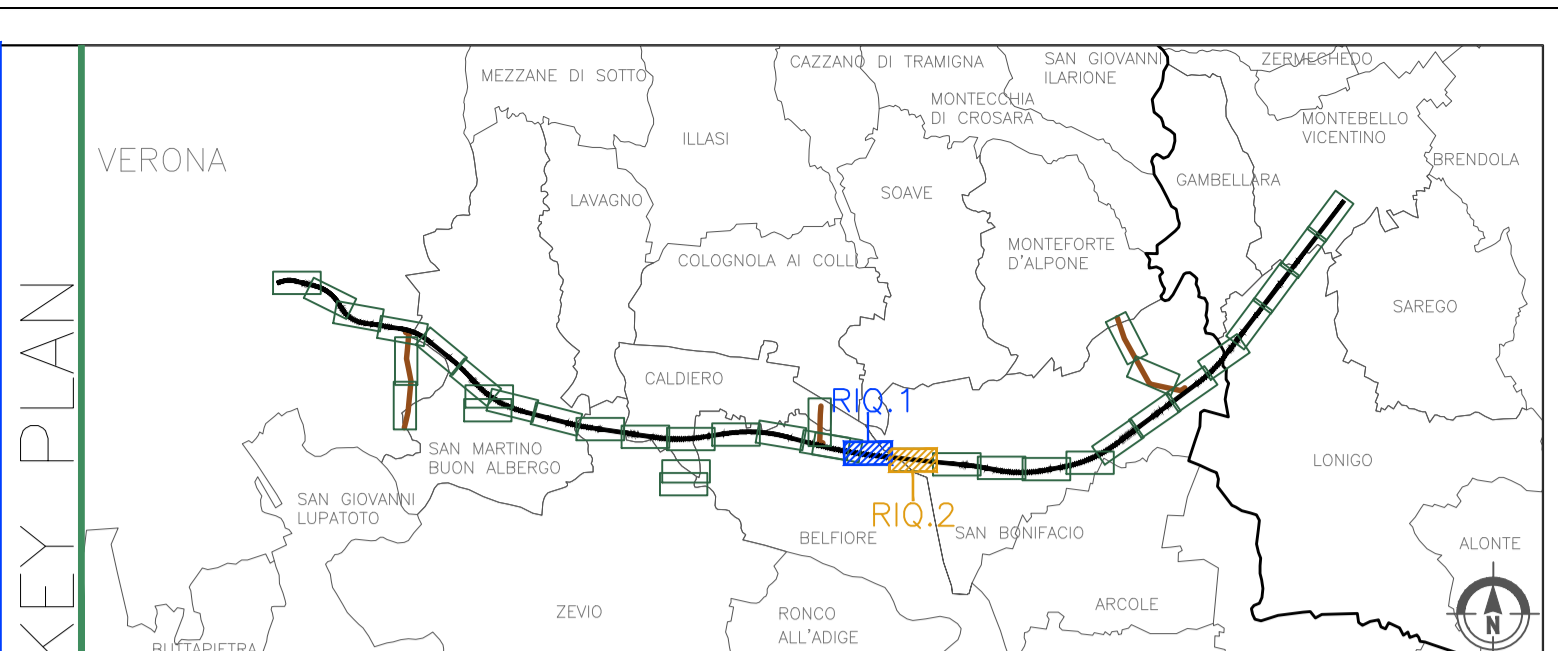 KEY PLAN
MEZZANE DI SOTTO
CAZZANO DI TRAMIGNA
SAN GIOVANNI
ILARIONE
ZERMEGHEDO
MONTECCHIA
DI CROSARA
MONTEBELLO
VICENTINO
ILLASI
VERONA
BRENDOLA
LAVAGNO
SOAVE
GAMBELLARA
MONTEFORTE
D'ALPONE
COLOGNOLA AI COLLI
SAREGO
CALDIERO
RIQ.1
SAN MARTINO
BUON ALBERGO
LONIGO
SAN GIOVANNI
LUPATOTO
RIQ.2
BELFIORE
SAN BONIFACIO
ALONTE
ZEVIO
RONCO
ALL'ADIGE
ARCOLE
N
BUTTAPIETRA